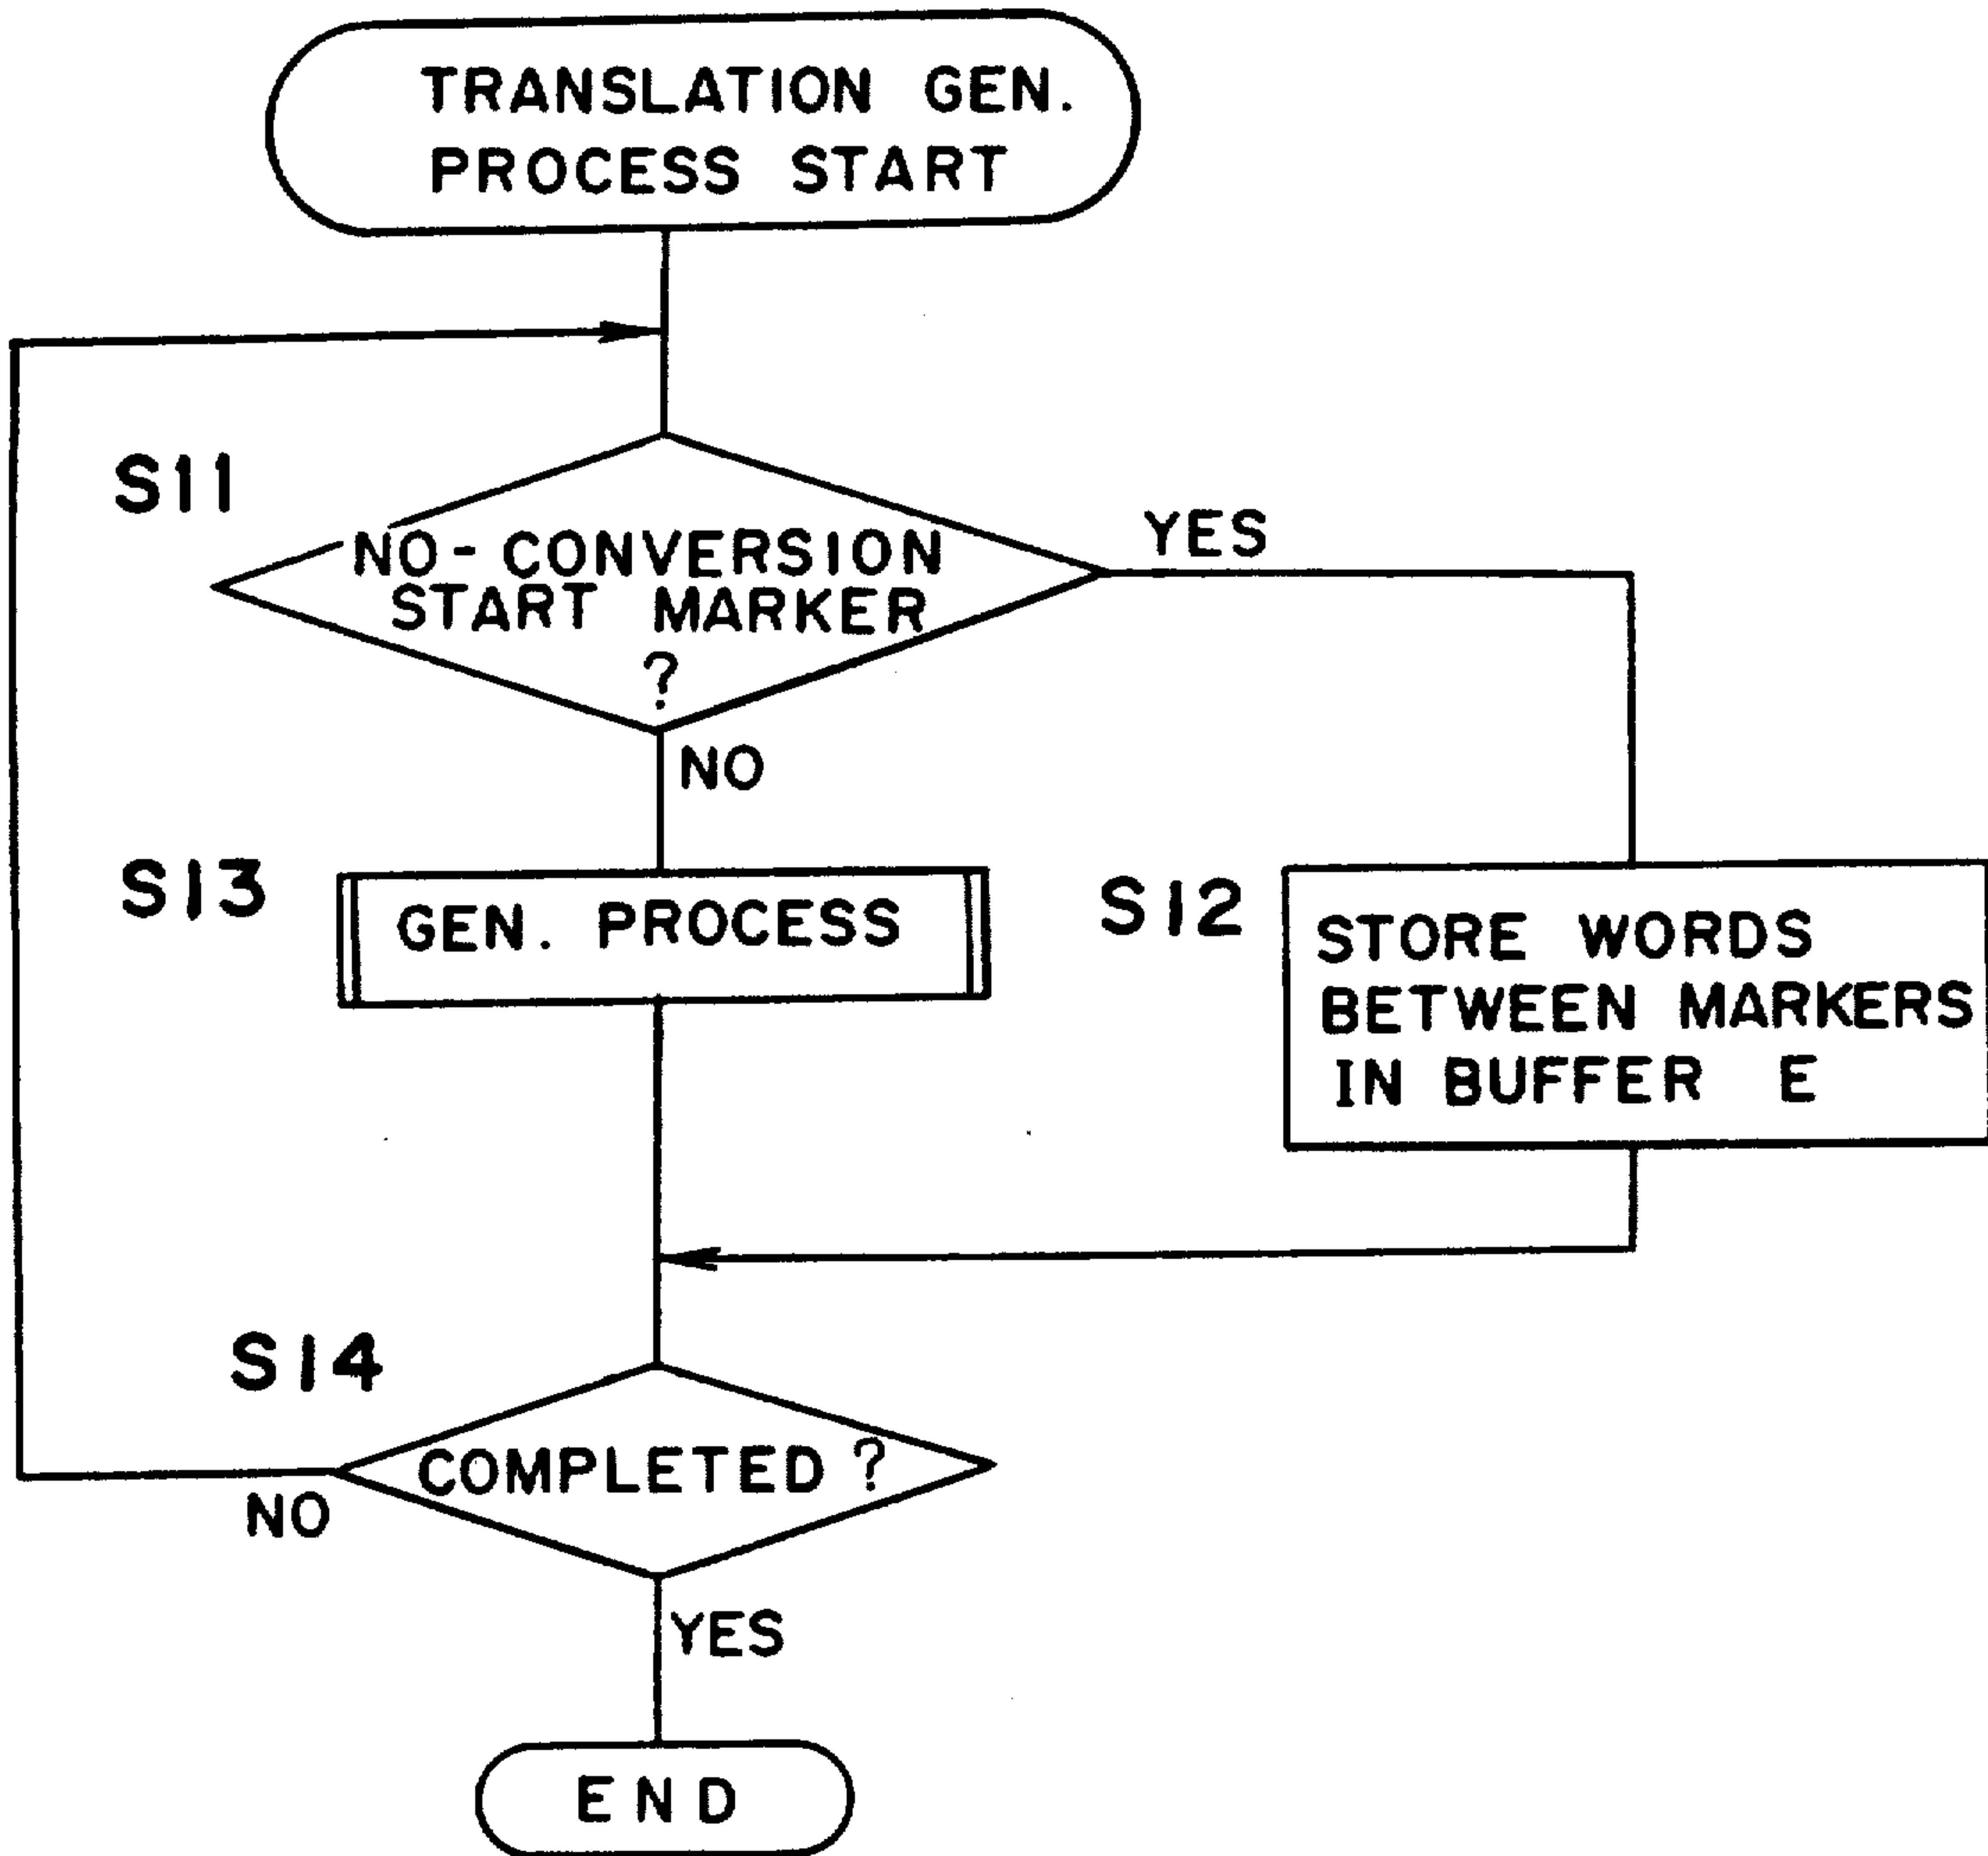 TRANSLATION GEN.
PROCESS START
S11
NO-CONVERSION
START MARKER
?
YES
NO
S13
GEN. PROCESS
S12
STORE WORDS
BETWEEN MARKERS
IN BUFFER E
S14
COMPLETED ?
NO
YES
END